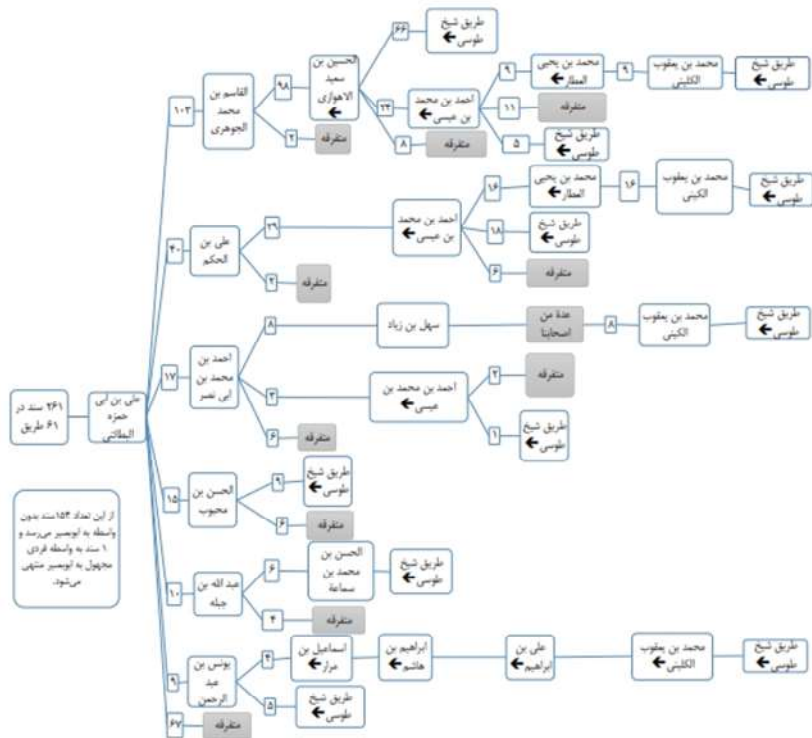 ۲۶۱ سند در
۶۱ طریق
علی بن ابی
حمزه
البطائنی
از این تعداد ۱۵۴سند بدون
واسطه به ابوبصیر می‌رسد و
۱ سند به واسطه فردی
مجهول به ابوبصیر منتهی
می‌شود.
۱۰۳
القاسم بن
محمد
الجوهری
۹۸
الحسین بن
سعید
الاهوازی
۶۶
طریق شیخ
طوسی
۲۴
احمد بن محمد
بن عیسی
۹
محمد بن یحیی
العطار
۹
محمد بن یعقوب
الکلینی
طریق شیخ
طوسی
۱۱
متفرقه
۵
طریق شیخ
طوسی
۸
متفرقه
۲
متفرقه
۴۰
علی بن
الحکم
۳۹
احمد بن محمد
بن عیسی
۱۶
محمد بن یحیی
العطار
۱۶
محمد بن یعقوب
الکینی
طریق شیخ
طوسی
۱۸
طریق شیخ
طوسی
۶
متفرقه
۲
متفرقه
۱۷
احمد بن
محمد بن
ابی نصر
۸
سهل بن زیاد
عدة من
اصحابنا
۸
محمد بن یعقوب
الکینی
طریق شیخ
طوسی
۳
احمد بن محمد بن
عیسی
۲
متفرقه
۱
طریق شیخ
طوسی
۶
متفرقه
۱۵
الحسن بن
محبوب
۹
طریق شیخ
طوسی
۶
متفرقه
۱۰
عبد الله بن
جبله
۶
الحسن بن
محمد بن
سماعة
طریق شیخ
طوسی
۴
متفرقه
۹
یونس بن
عبد
الرحمن
۴
اسماعیل بن
مرار
ابراهیم بن
هاشم
علی بن
ابراهیم
محمد بن یعقوب
الکلینی
طریق شیخ
طوسی
۵
طریق شیخ
طوسی
۶۷
متفرقه